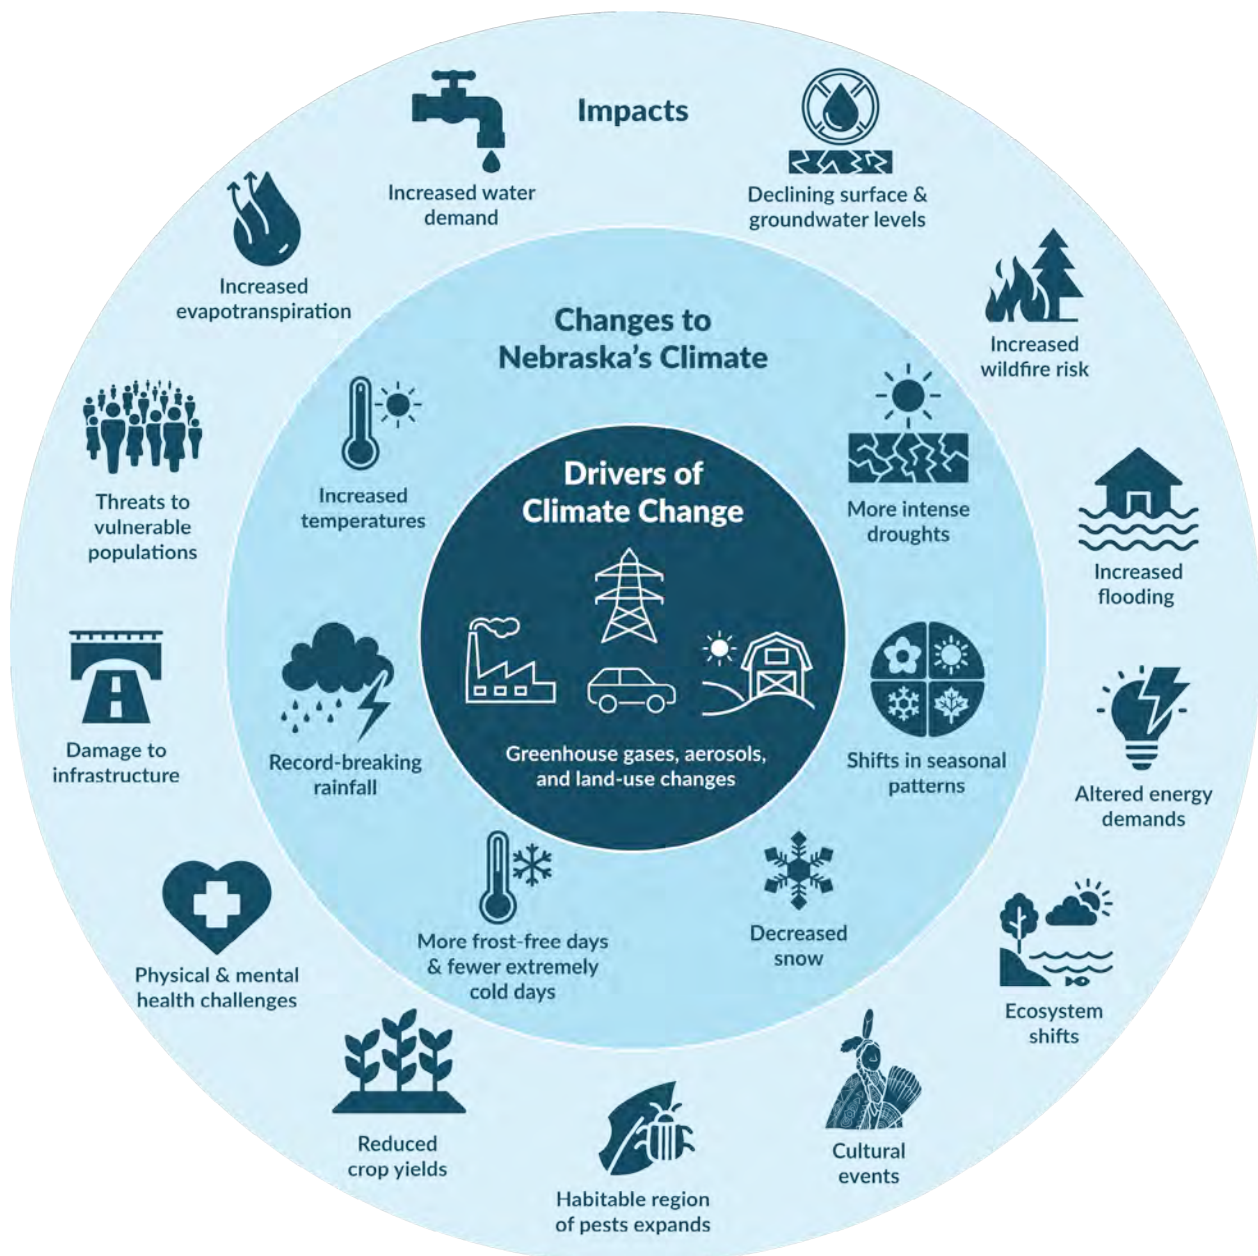 Impacts
Increased water
demand
Declining surface &
groundwater levels
Increased
evapotranspiration
Increased
wildfire risk
Threats to
vulnerable
populations
Increased
flooding
Damage to
infrastructure
Altered energy
demands
Physical & mental
health challenges
Ecosystem
shifts
Reduced
crop yields
Habitable region
of pests expands
Cultural
events
Changes to
Nebraska's Climate
Increased
temperatures
More intense
droughts
Record-breaking
rainfall
Shifts in seasonal
patterns
More frost-free days
& fewer extremely
cold days
Decreased
snow
Drivers of
Climate Change
Greenhouse gases, aerosols,
and land-use changes